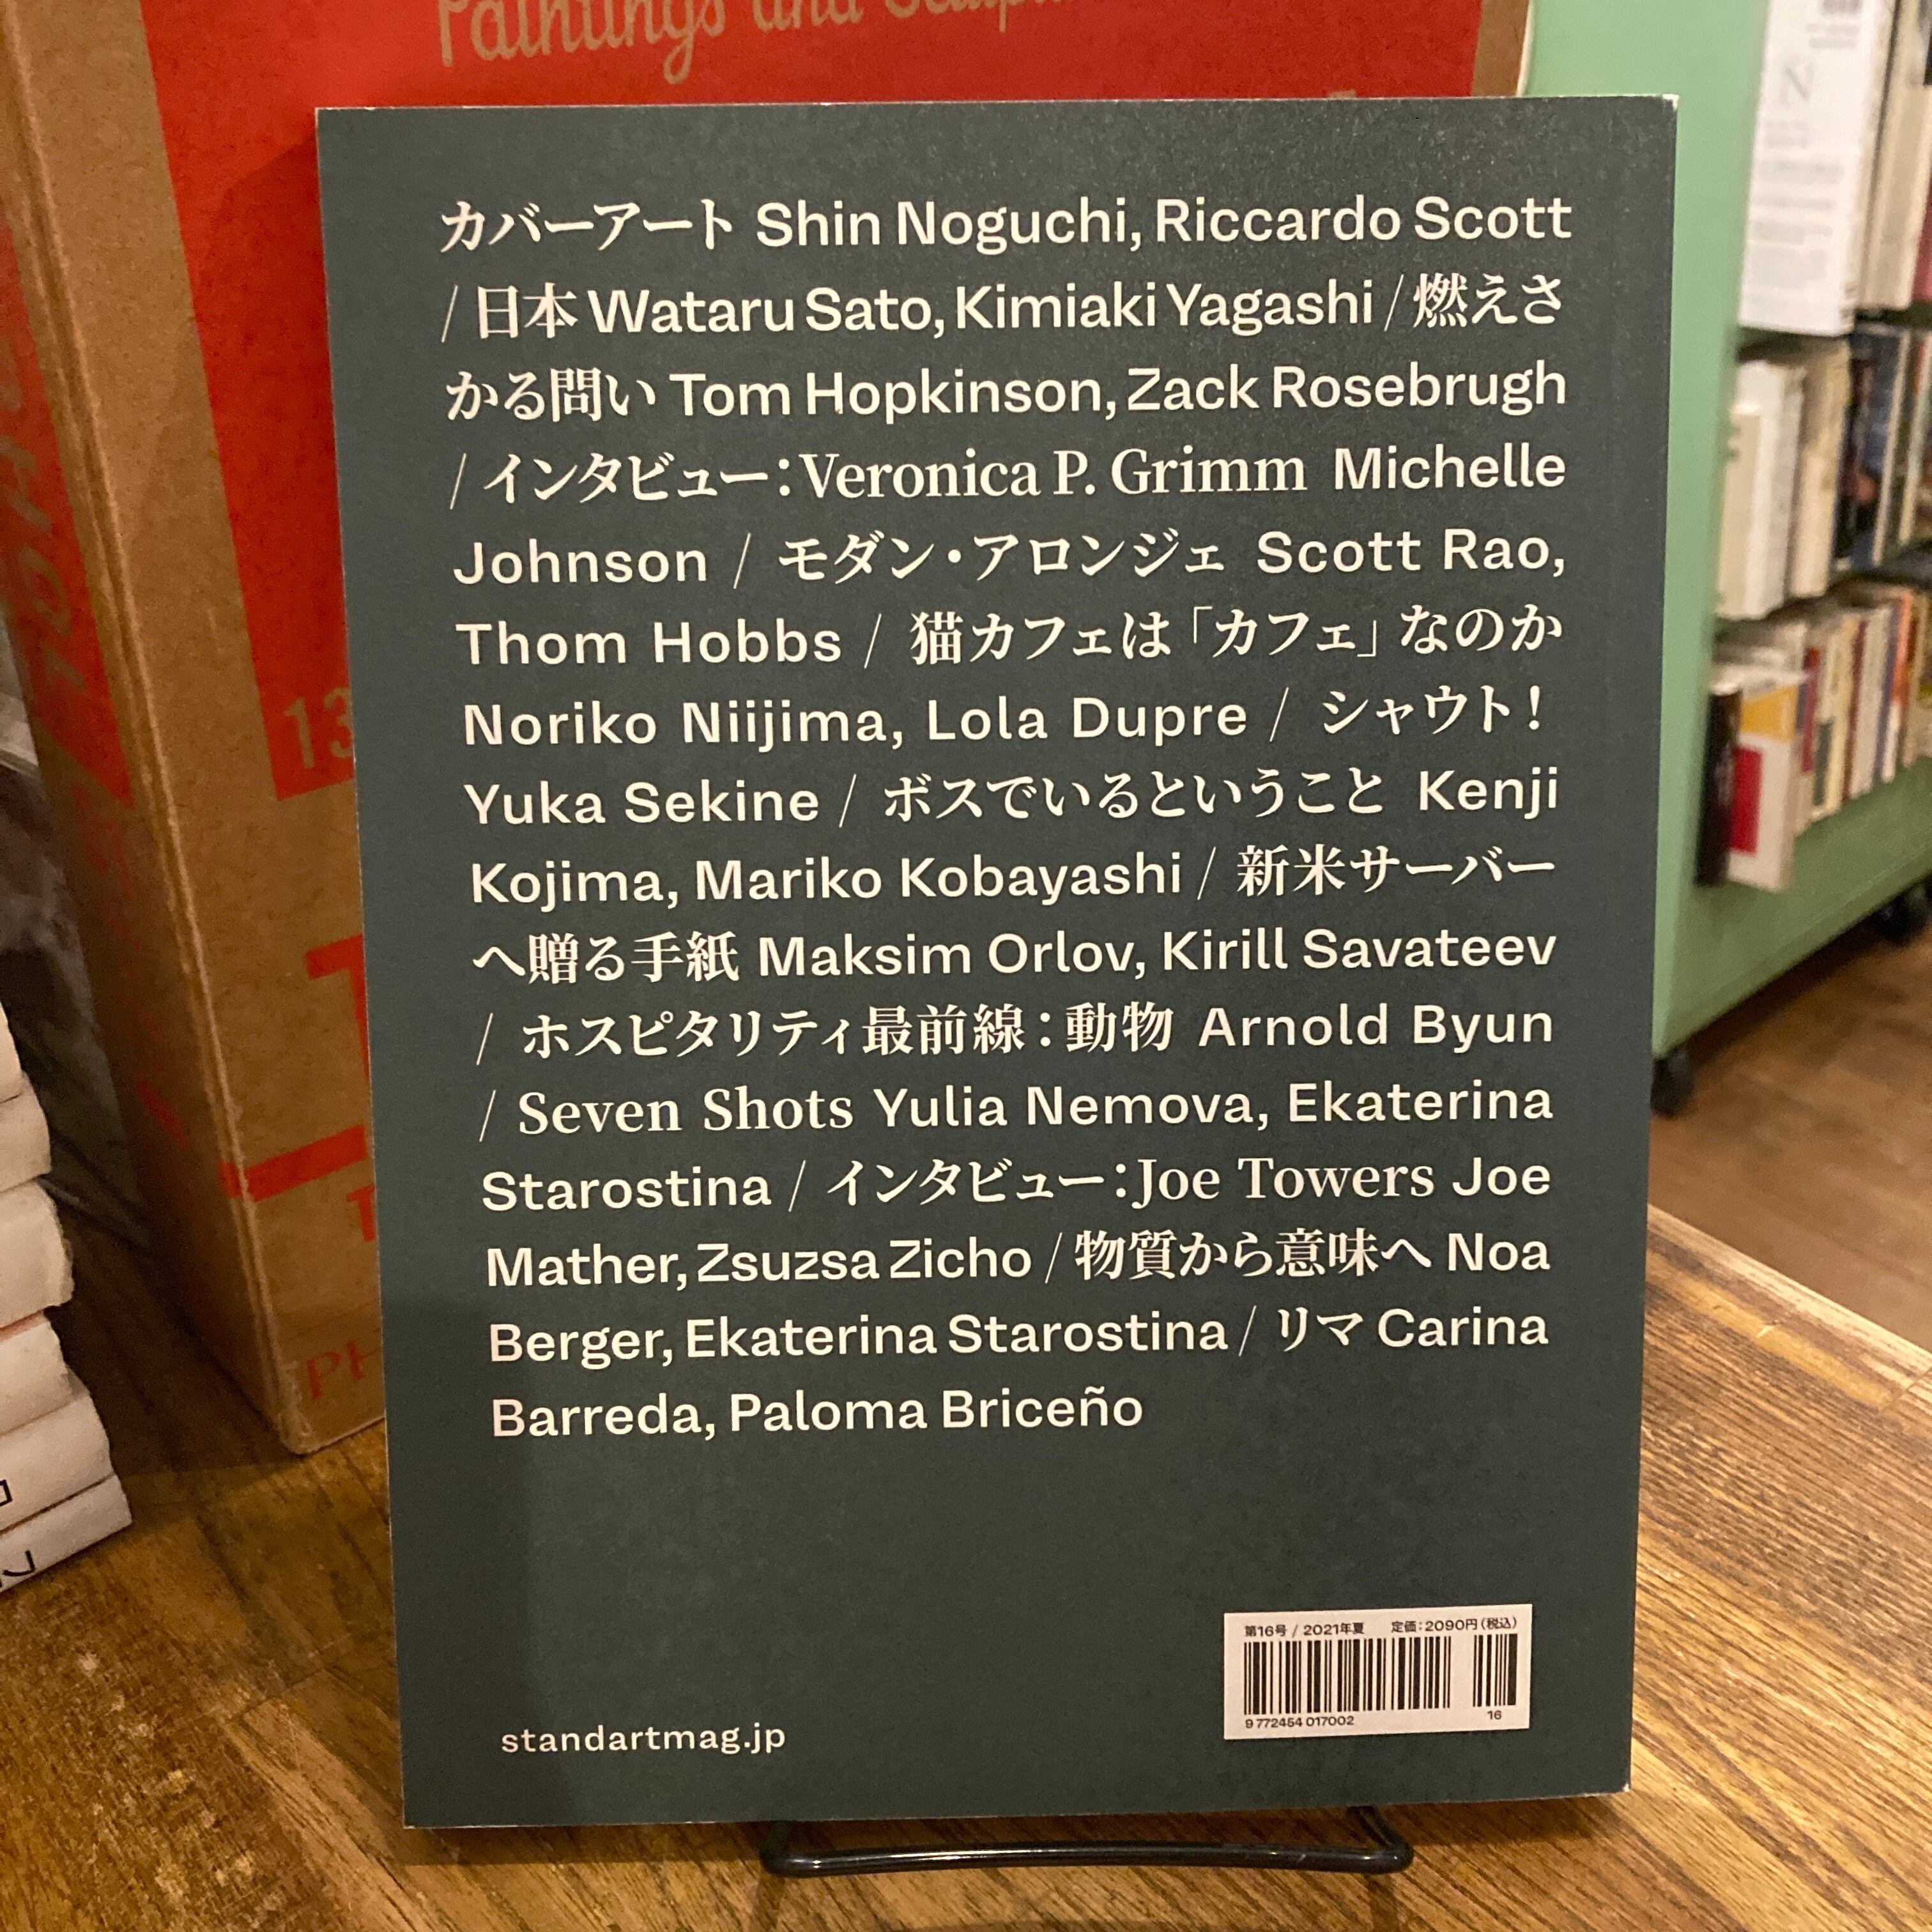 Paintings and
カバーアート Shin Noguchi, Riccardo Scott
/ 日本 Wataru Sato, Kimiaki Yagashi / 燃えさ
かる問い Tom Hopkinson, Zack Rosebrugh
/ インタビュー：Veronica P. Grimm Michelle
Johnson / モダン・アロンジェ Scott Rao,
Thom Hobbs / 猫カフェは「カフェ」なのか
Noriko Niijima, Lola Dupre / シャウト！
Yuka Sekine / ボスでいるということ Kenji
Kojima, Mariko Kobayashi / 新米サーバー
へ贈る手紙 Maksim Orlov, Kirill Savateev
/ ホスピタリティ最前線：動物 Arnold Byun
/ Seven Shots Yulia Nemova, Ekaterina
Starostina / インタビュー：Joe Towers Joe
Mather, Zsuzsa Zicho / 物質から意味へ Noa
Berger, Ekaterina Starostina / リマ Carina
Barreda, Paloma Briceño
第16号 / 2021年夏 定価：2090円（税込）
9 772454 017002
16
standartmag.jp